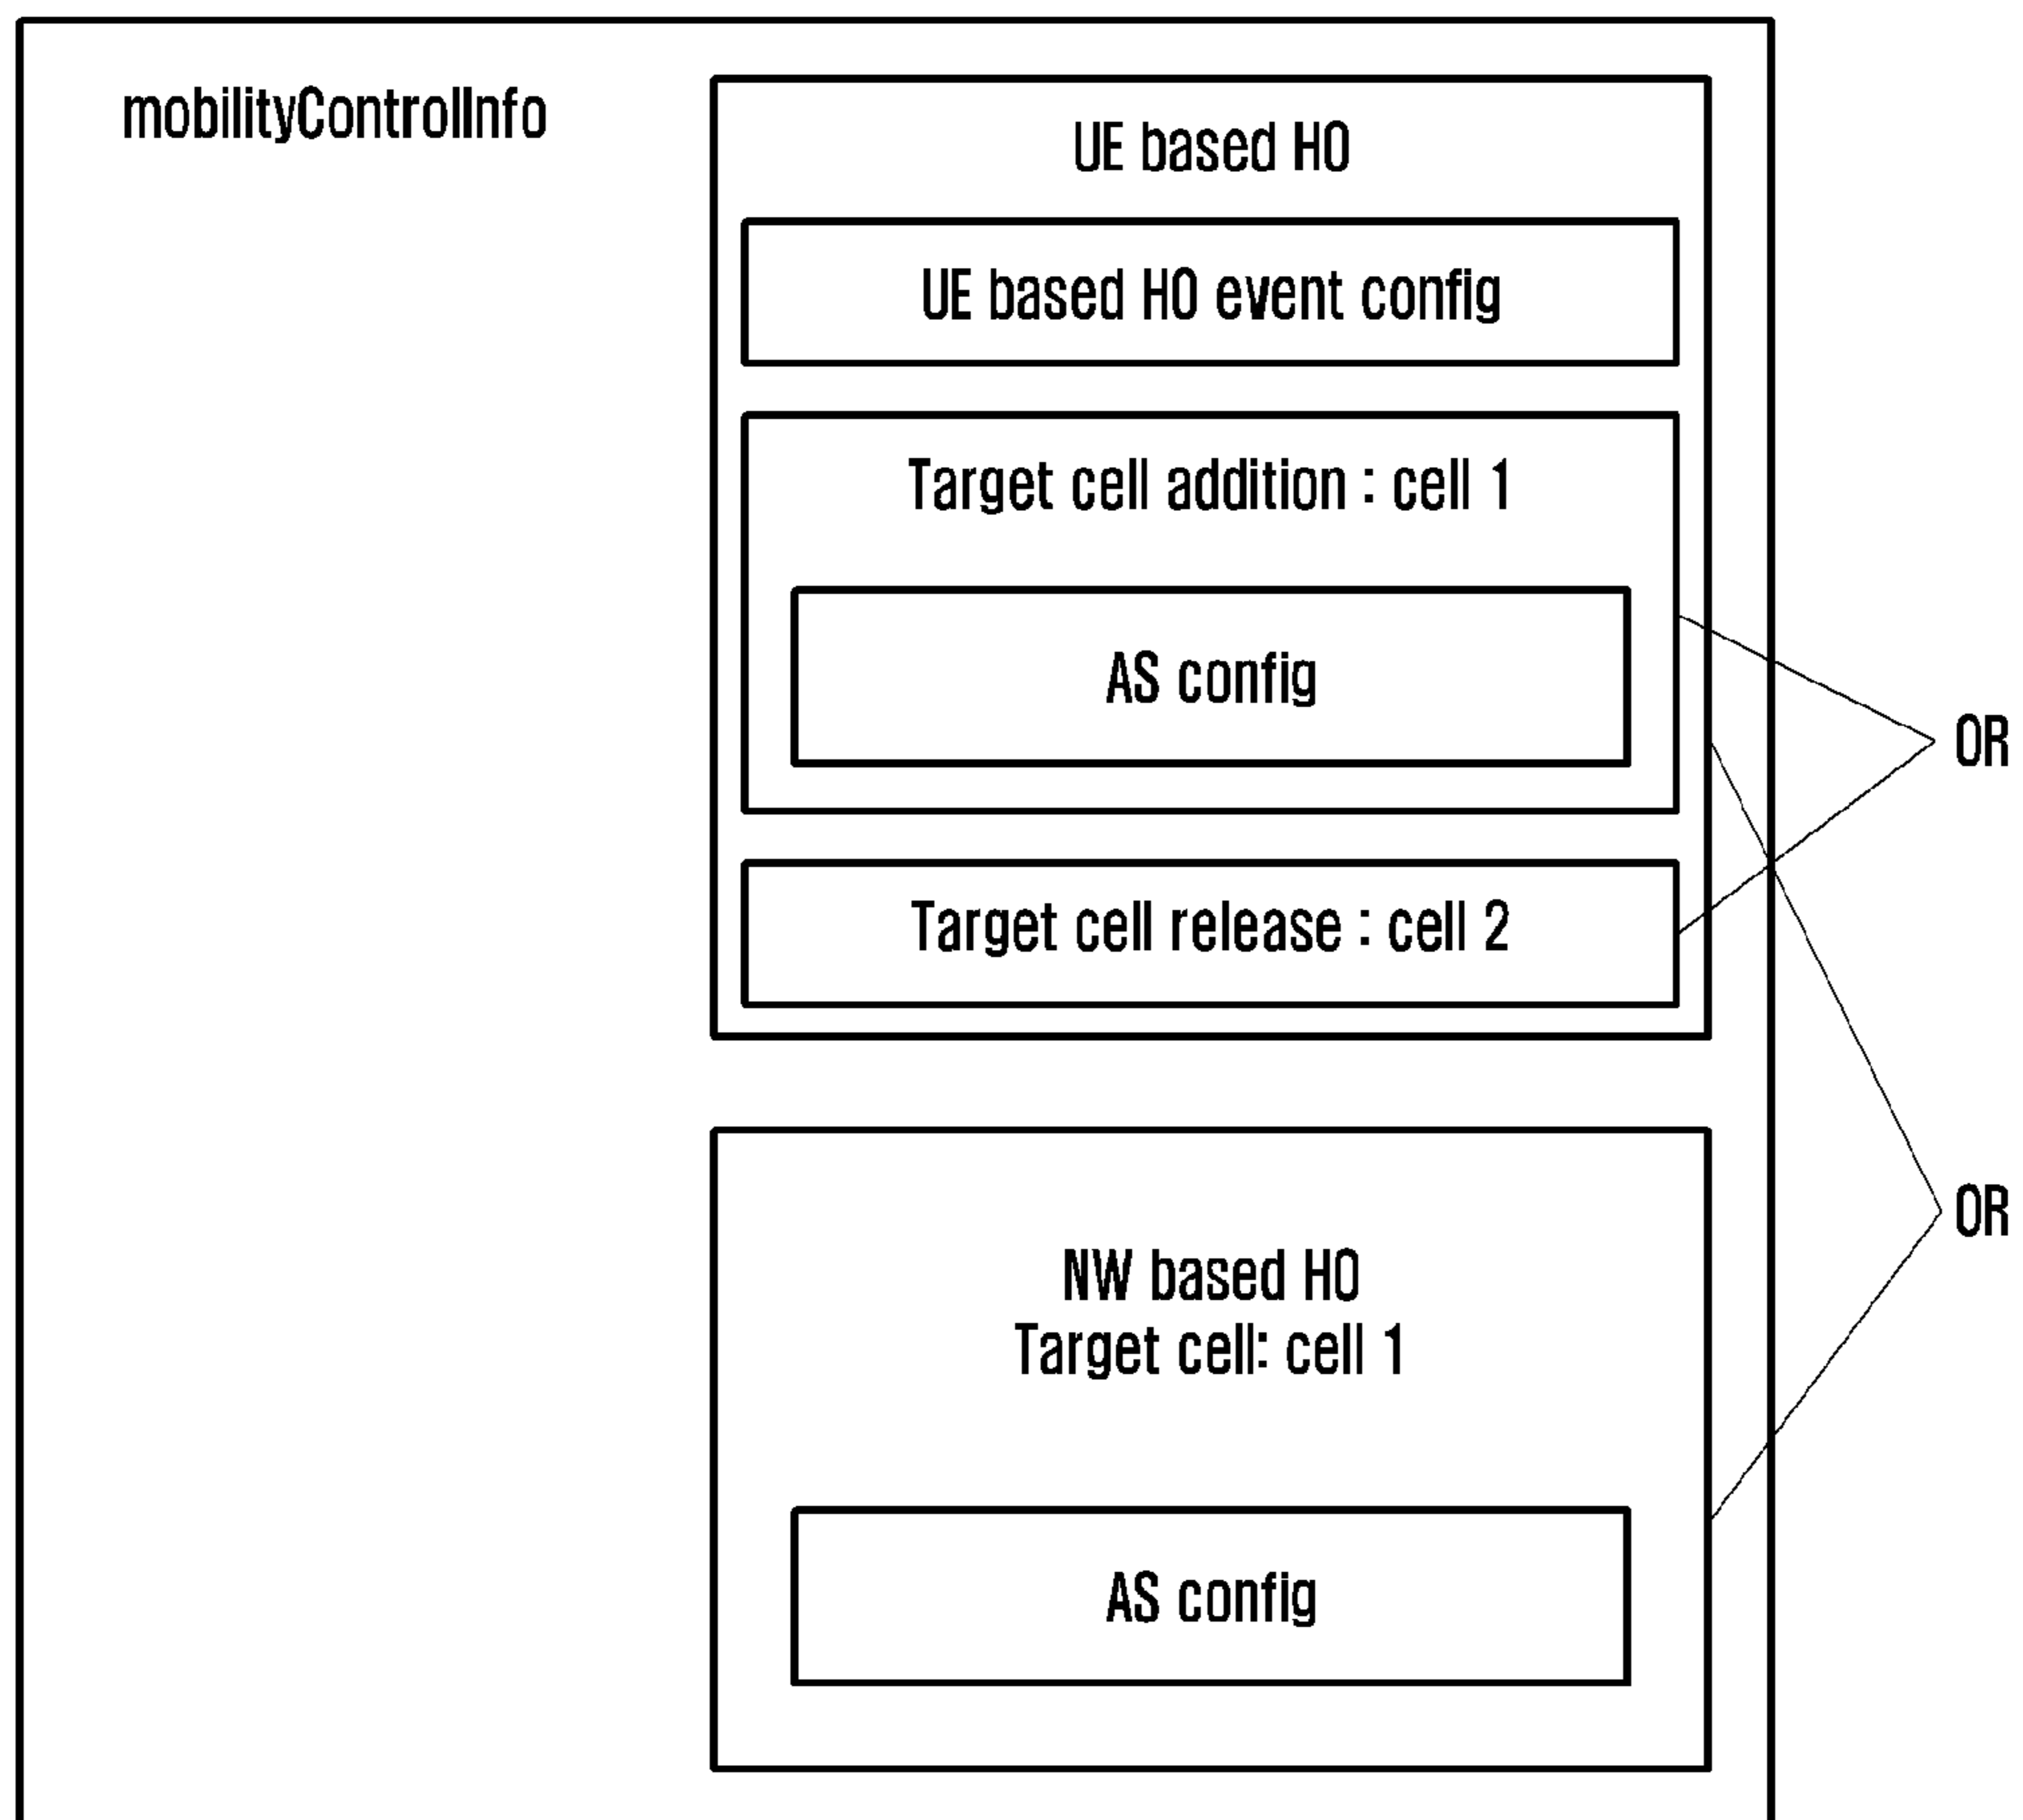 mobilityControlInfo
UE based HO
UE based HO event config
Target cell addition : cell 1
AS config
OR
Target cell release : cell 2
OR
NW based HO
Target cell: cell 1
AS config